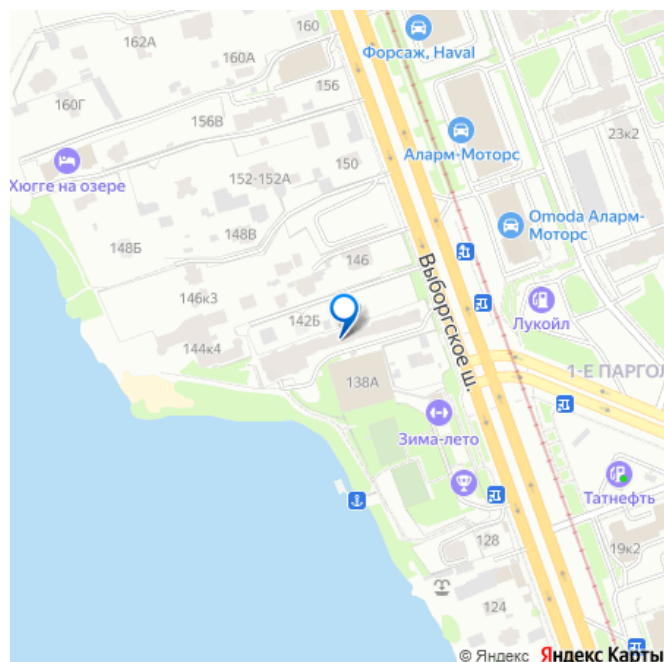 160
162А
Форсаж, Haval
160А
156
160Г
156В
23к2
Аларм-Моторс
150
Хюгге на озере
152-152А
Omoda Аларм-
Моторс
148В
148Б
146
Выборгское ш.
146к3
Лукойл
142Б
144к4
1-Е ПАРГОЛ
138А
Зима-лето
Татнефть
128
19к2
124
© Яндекс Яндекс Карты